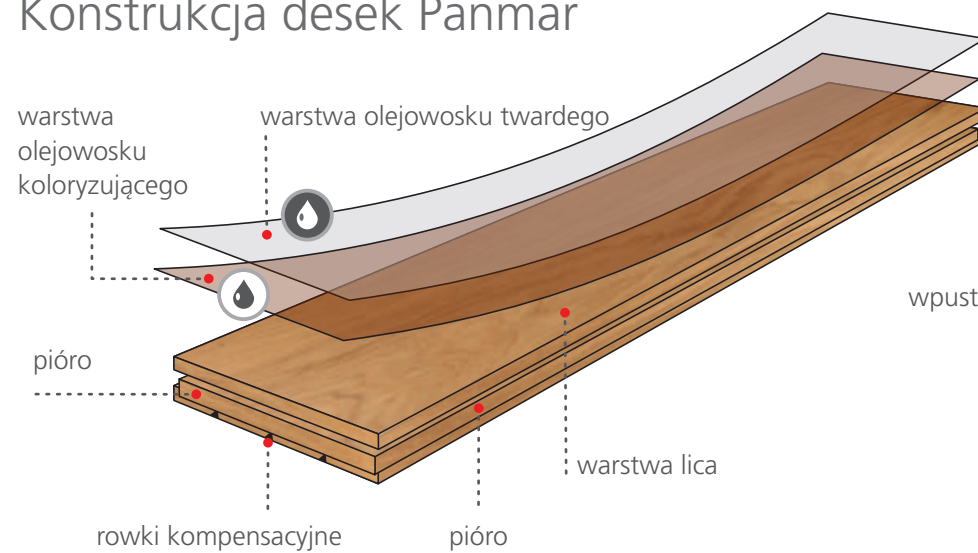 Konstrukcja desek Panmar
warstwa
olejowosku
koloryzującego
warstwa olejowosku twardego
wpust
pióro
warstwa lica
rowki kompensacyjne
pióro